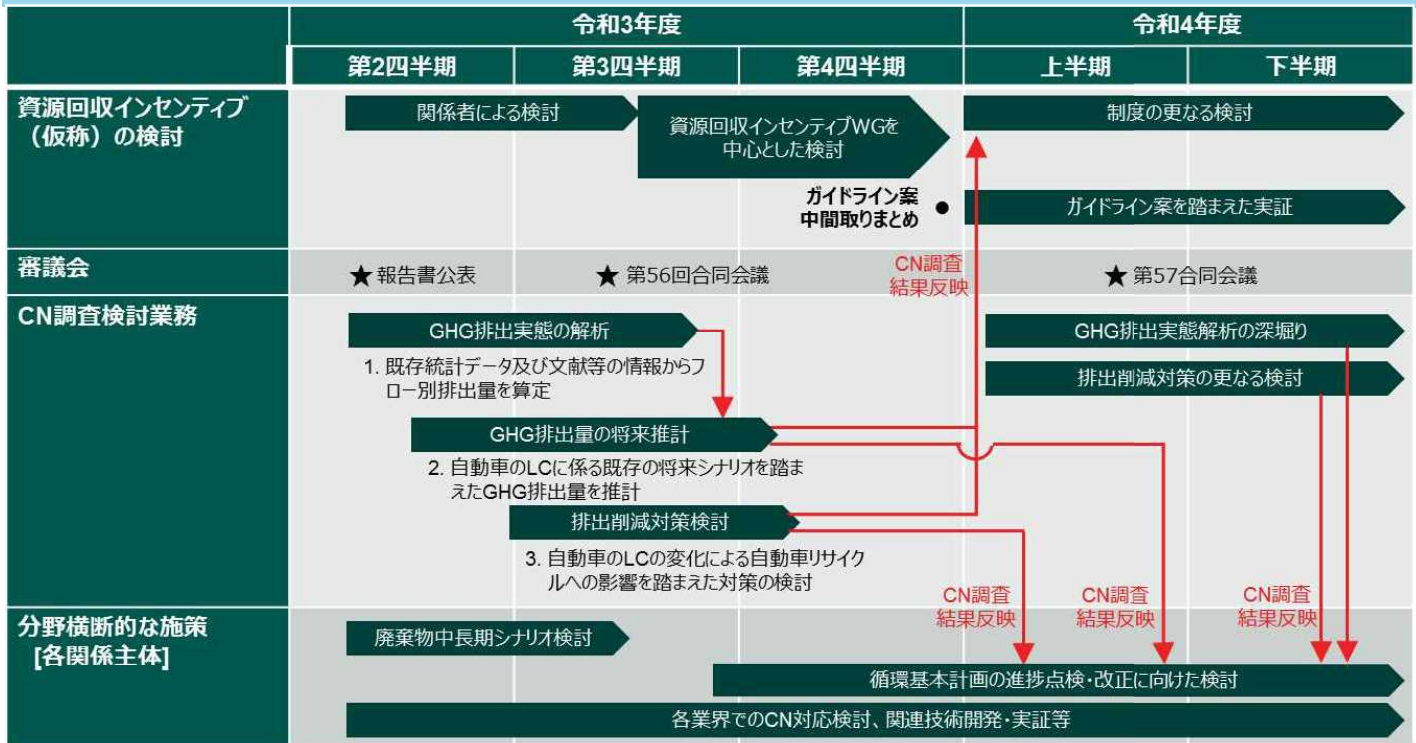 令和3年度
令和4年度
第2四半期
第3四半期
第4四半期
上半期
下半期
資源回収インセンティブ
（仮称）の検討
関係者による検討
資源回収インセンティブWGを
中心とした検討
制度の更なる検討
ガイドライン案
中間取りまとめ
●
ガイドライン案を踏まえた実証
審議会
★ 報告書公表
★ 第56回合同会議
CN調査
結果反映
★ 第57合同会議
CN調査検討業務
GHG排出実態の解析
1. 既存統計データ及び文献等の情報からフ
ロー別排出量を算定
GHG排出量の将来推計
2. 自動車のLCに係る既存の将来シナリオを踏ま
えたGHG排出量を推計
排出削減対策検討
3. 自動車のLCの変化による自動車リサイク
ルへの影響を踏まえた対策の検討
GHG排出実態解析の深堀り
排出削減対策の更なる検討
CN調査
結果反映
CN調査
結果反映
CN調査
結果反映
分野横断的な施策
[各関係主体]
廃棄物中長期シナリオ検討
循環基本計画の進捗点検・改正に向けた検討
各業界でのCN対応検討、関連技術開発・実証等